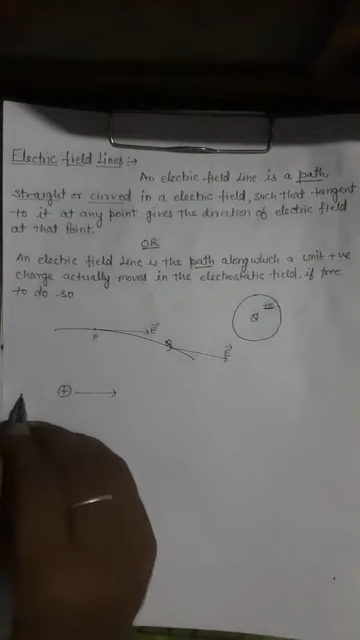 Electric field Lines :→
An electric field Line is a path,
straight or curved in a electric field, such that tangent
to it at any point gives the direction of electric field
at that Point.
OR
An electric field Line is the path along which a unit +ve
charge actually moves in the electrostatic field, if free
to do so
+ve
E
P
Q
E
+